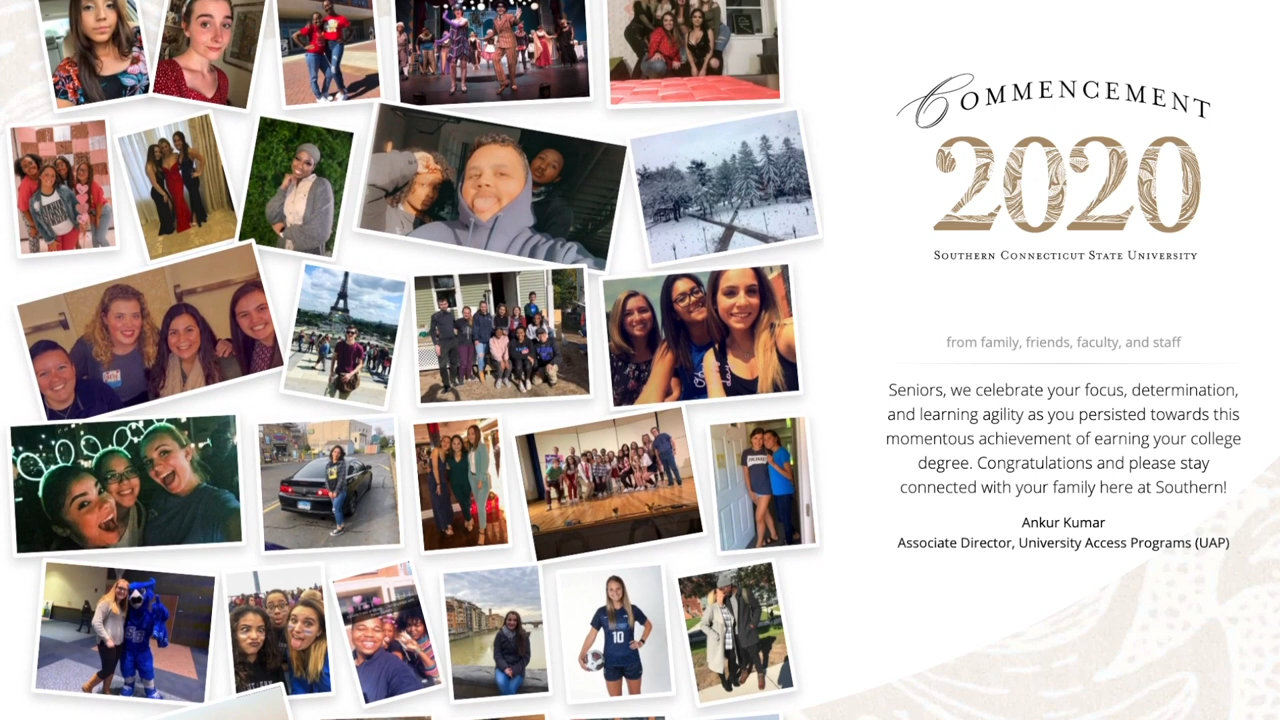 COMMENCEMENT
2020
SOUTHERN CONNECTICUT STATE UNIVERSITY
from family, friends, faculty, and staff
Seniors, we celebrate your focus, determination,
and learning agility as you persisted towards this
momentous achievement of earning your college
degree. Congratulations and please stay
connected with your family here at Southern!
Ankur Kumar
Associate Director, University Access Programs (UAP)
10